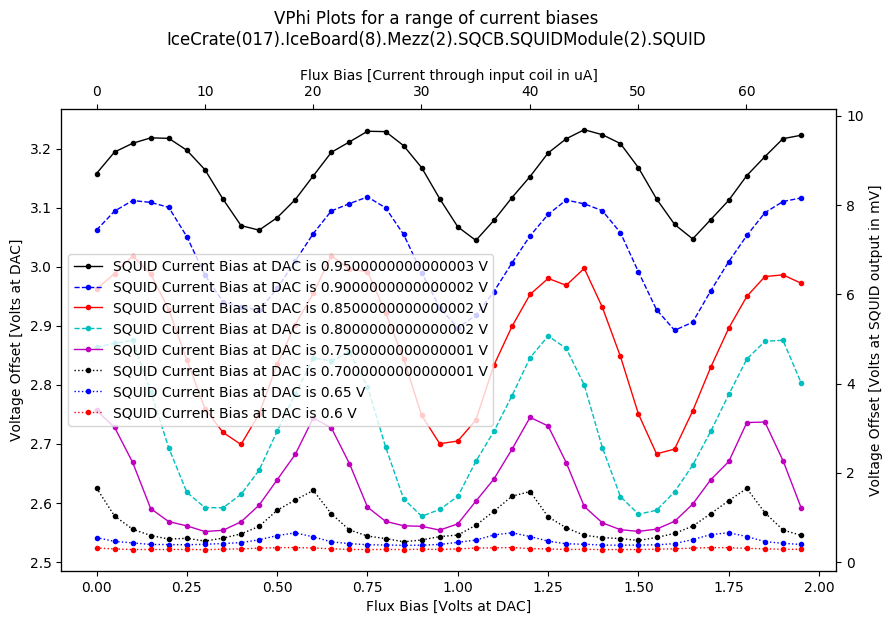 VPhi Plots for a range of current biases
IceCrate(017).IceBoard(8).Mezz(2).SQCB.SQUIDModule(2).SQUID
Flux Bias [Current through input coil in uA]
0 10 20 30 40 50 60
Voltage Offset [Volts at DAC]
3.2
3.1
3.0
2.9
2.8
2.7
2.6
2.5
SQUID Current Bias at DAC is 0.9500000000000003 V
SQUID Current Bias at DAC is 0.9000000000000002 V
SQUID Current Bias at DAC is 0.8500000000000002 V
SQUID Current Bias at DAC is 0.8000000000000002 V
SQUID Current Bias at DAC is 0.7500000000000001 V
SQUID Current Bias at DAC is 0.7000000000000001 V
SQUID Current Bias at DAC is 0.65 V
SQUID Current Bias at DAC is 0.6 V
10
8
6
4
2
0
Voltage Offset [Volts at SQUID output in mV]
0.00 0.25 0.50 0.75 1.00 1.25 1.50 1.75 2.00
Flux Bias [Volts at DAC]